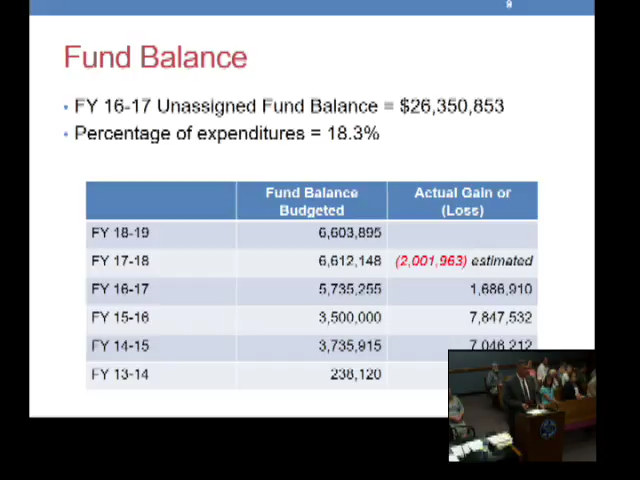 9
Fund Balance
• FY 16-17 Unassigned Fund Balance = $26,350,853
• Percentage of expenditures = 18.3%
Fund Balance Actual Gain or
Budgeted (Loss)
FY 18-19 6,603,895
FY 17-18 6,612,148 (2,001,963) estimated
FY 16-17 5,735,255 1,686,910
FY 15-16 3,500,000 7,847,532
FY 14-15 3,735,915 7,046,212
FY 13-14 238,120